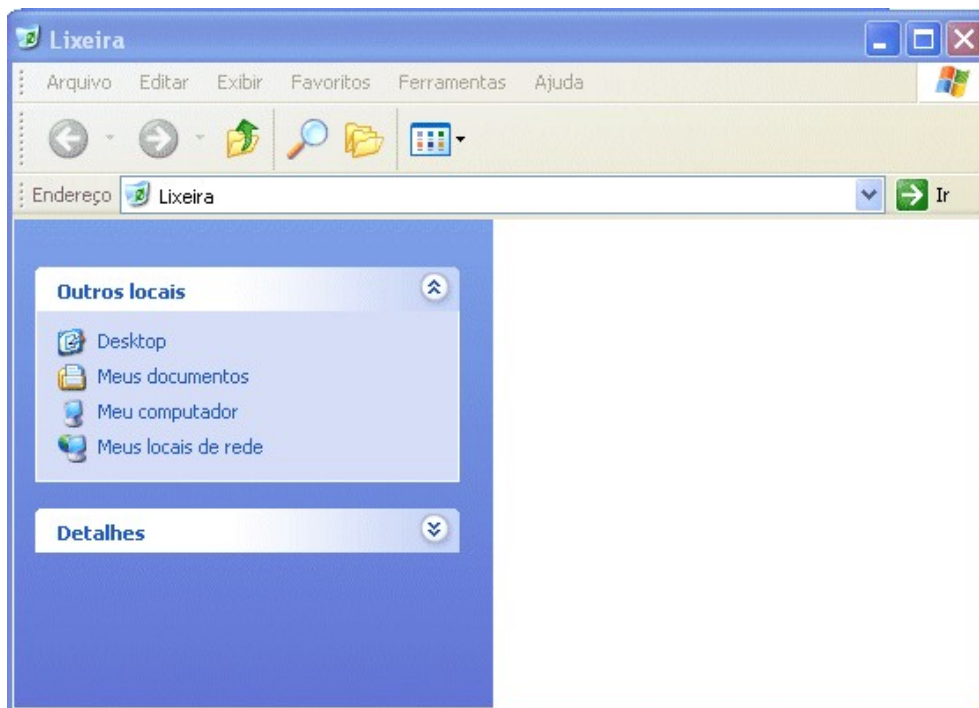 Lixeira
Arquivo Editar Exibir Favoritos Ferramentas Ajuda
Endereço Lixeira Ir
Outros locais
Desktop
Meus documentos
Meu computador
Meus locais de rede
Detalhes